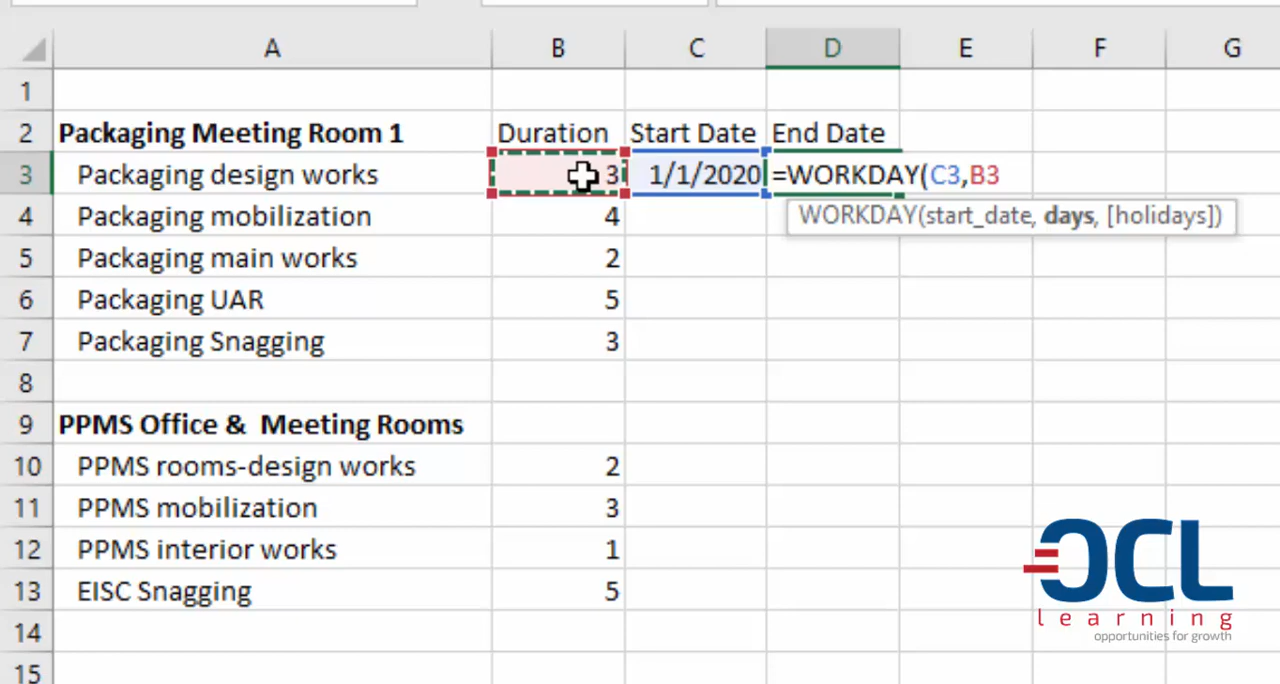 A B C D E F G
1
2 Packaging Meeting Room 1 Duration Start Date End Date
3 Packaging design works 3 1/1/2020 =WORKDAY(C3,B3
WORKDAY(start_date, days, [holidays])
4 Packaging mobilization 4
5 Packaging main works 2
6 Packaging UAR 5
7 Packaging Snagging 3
8
9 PPMS Office & Meeting Rooms
10 PPMS rooms-design works 2
11 PPMS mobilization 3
12 PPMS interior works 1
13 EISC Snagging 5
14
15
OCL
learning
opportunities for growth